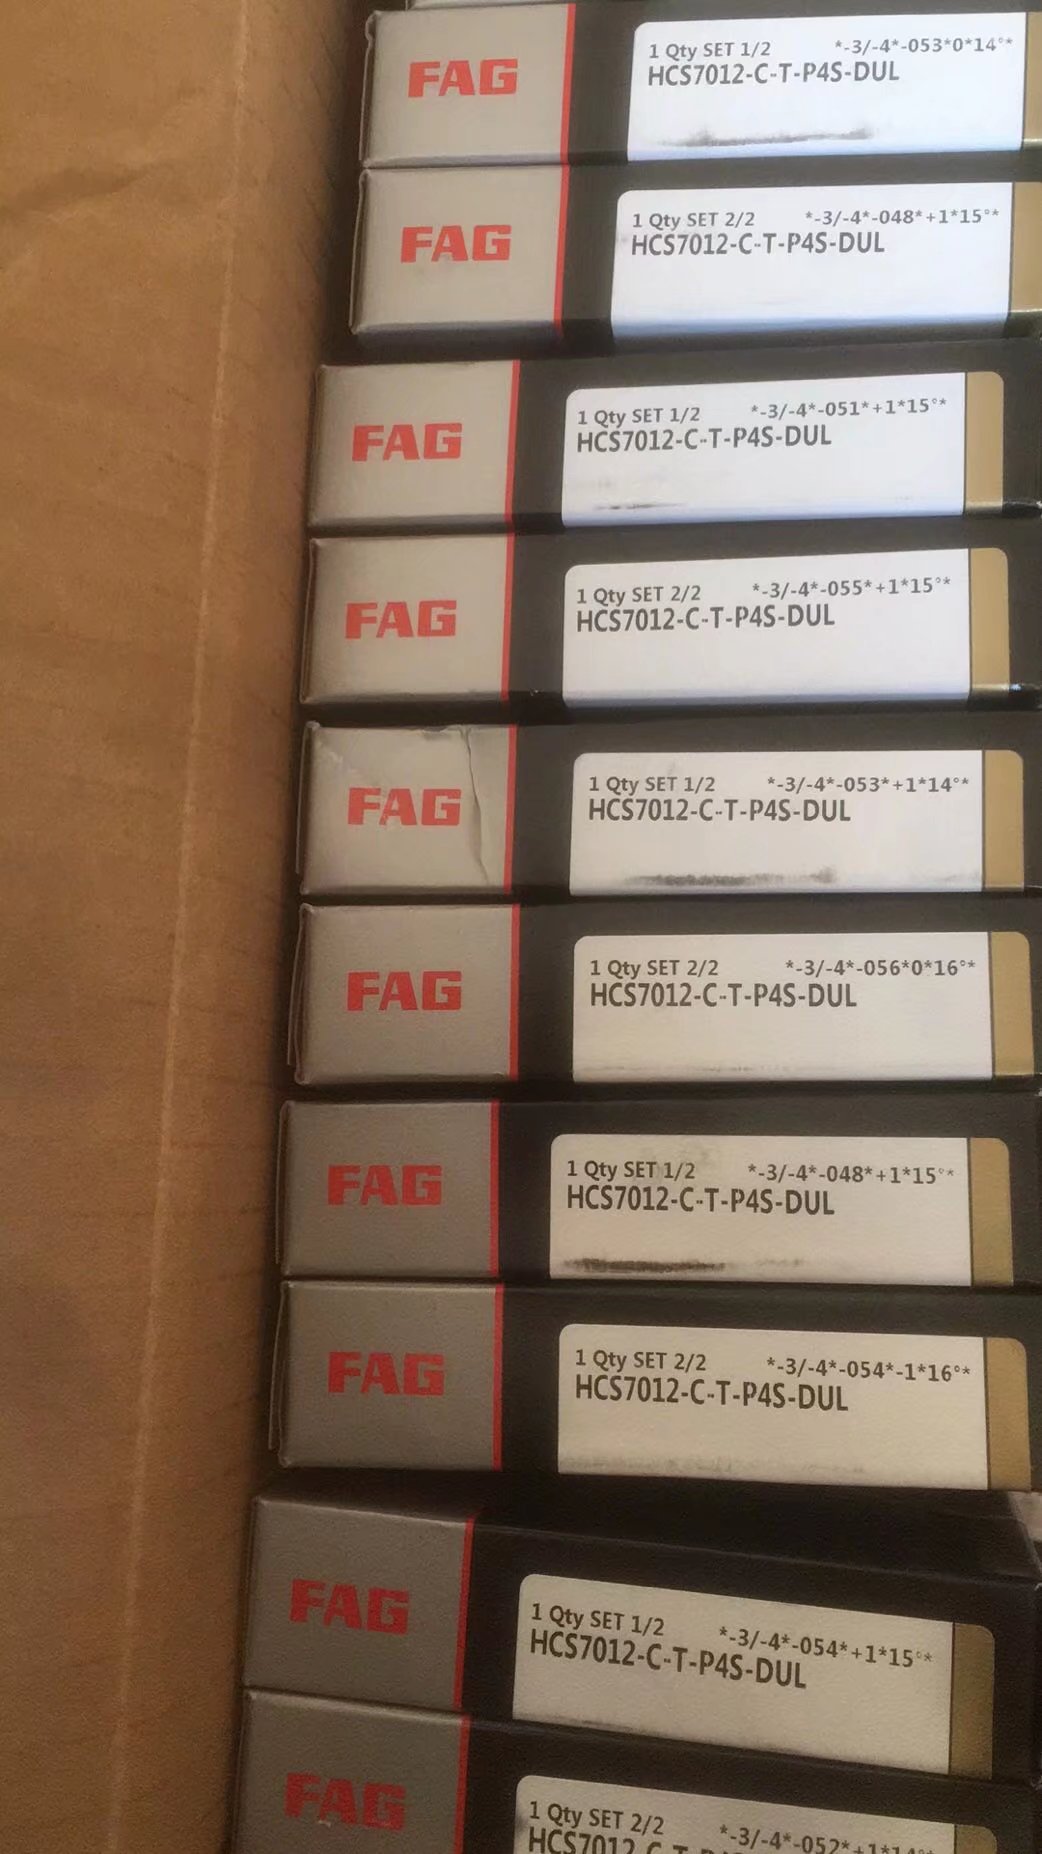 FAG
1 Qty SET 1/2 *-3/-4*-053*0*14°*
HCS7012-C-T-P4S-DUL
FAG
1 Qty SET 2/2 *-3/-4*-048*+1*15°*
HCS7012-C-T-P4S-DUL
FAG
1 Qty SET 1/2 *-3/-4*-051*+1*15°*
HCS7012-C-T-P4S-DUL
FAG
1 Qty SET 2/2 *-3/-4*-055*+1*15°*
HCS7012-C-T-P4S-DUL
FAG
1 Qty SET 1/2 *-3/-4*-053*+1*14°*
HCS7012-C-T-P4S-DUL
FAG
1 Qty SET 2/2 *-3/-4*-056*0*16°*
HCS7012-C-T-P4S-DUL
FAG
1 Qty SET 1/2 *-3/-4*-048*+1*15°*
HCS7012-C-T-P4S-DUL
FAG
1 Qty SET 2/2 *-3/-4*-054*-1*16°*
HCS7012-C-T-P4S-DUL
FAG
1 Qty SET 1/2 *-3/-4*-054*+1*15°*
HCS7012-C-T-P4S-DUL
FAG
1 Qty SET 2/2